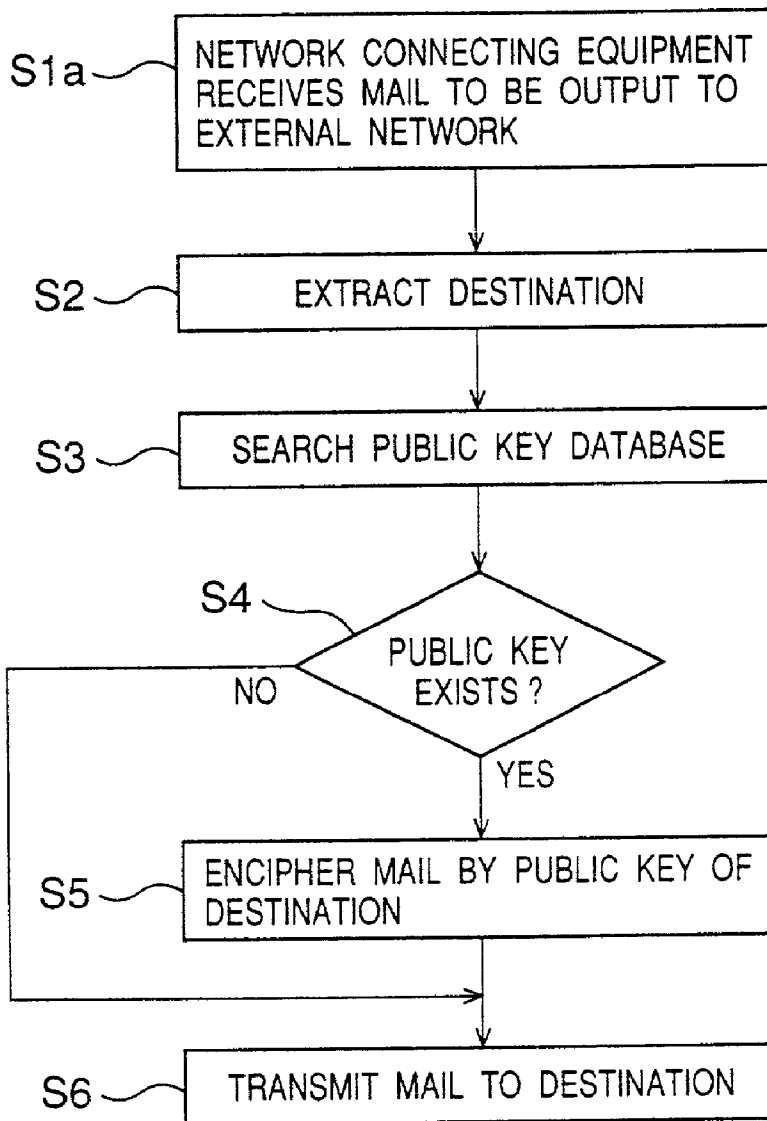 S1a
NETWORK CONNECTING EQUIPMENT
RECEIVES MAIL TO BE OUTPUT TO
EXTERNAL NETWORK
S2
EXTRACT DESTINATION
S3
SEARCH PUBLIC KEY DATABASE
S4
PUBLIC KEY
EXISTS ?
NO
YES
S5
ENCIPHER MAIL BY PUBLIC KEY OF
DESTINATION
S6
TRANSMIT MAIL TO DESTINATION